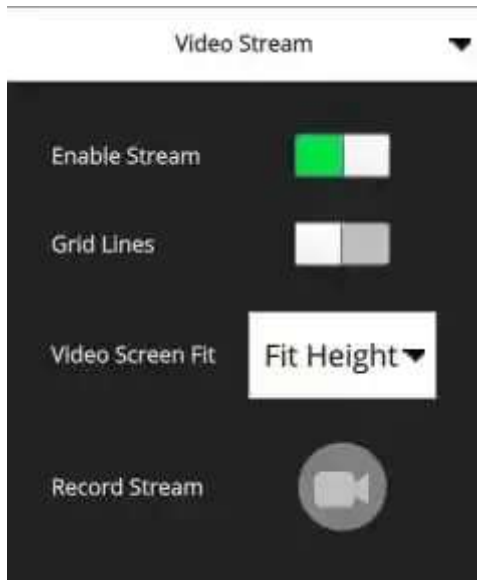 Video Stream
Enable Stream
Grid Lines
Video Screen Fit
Fit Height
Record Stream